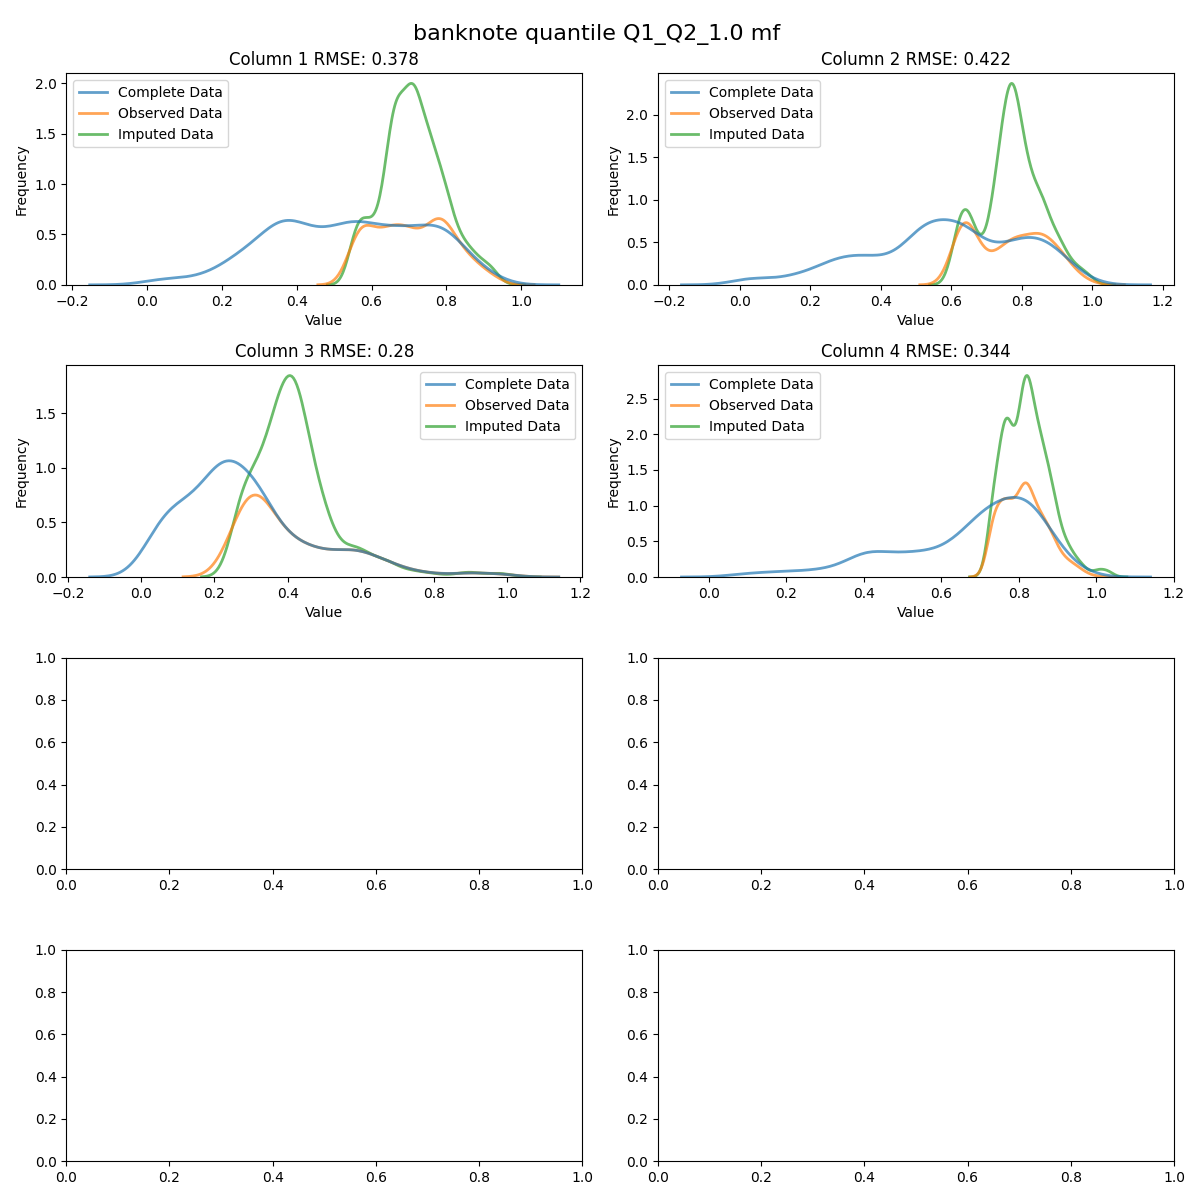 banknote quantile Q1_Q2_1.0 mf
Column 1 RMSE: 0.378
Complete Data
Observed Data
Imputed Data
Frequency
2.0
1.5
1.0
0.5
0.0
−0.2 0.0 0.2 0.4 0.6 0.8 1.0
Value
Column 2 RMSE: 0.422
Complete Data
Observed Data
Imputed Data
Frequency
2.0
1.5
1.0
0.5
0.0
−0.2 0.0 0.2 0.4 0.6 0.8 1.0 1.2
Value
Column 3 RMSE: 0.28
Complete Data
Observed Data
Imputed Data
Frequency
1.5
1.0
0.5
0.0
−0.2 0.0 0.2 0.4 0.6 0.8 1.0 1.2
Value
Column 4 RMSE: 0.344
Complete Data
Observed Data
Imputed Data
Frequency
2.5
2.0
1.5
1.0
0.5
0.0
0.0 0.2 0.4 0.6 0.8 1.0 1.2
Value
1.0
0.8
0.6
0.4
0.2
0.0
0.0 0.2 0.4 0.6 0.8 1.0
1.0
0.8
0.6
0.4
0.2
0.0
0.0 0.2 0.4 0.6 0.8 1.0
1.0
0.8
0.6
0.4
0.2
0.0
0.0 0.2 0.4 0.6 0.8 1.0
1.0
0.8
0.6
0.4
0.2
0.0
0.0 0.2 0.4 0.6 0.8 1.0